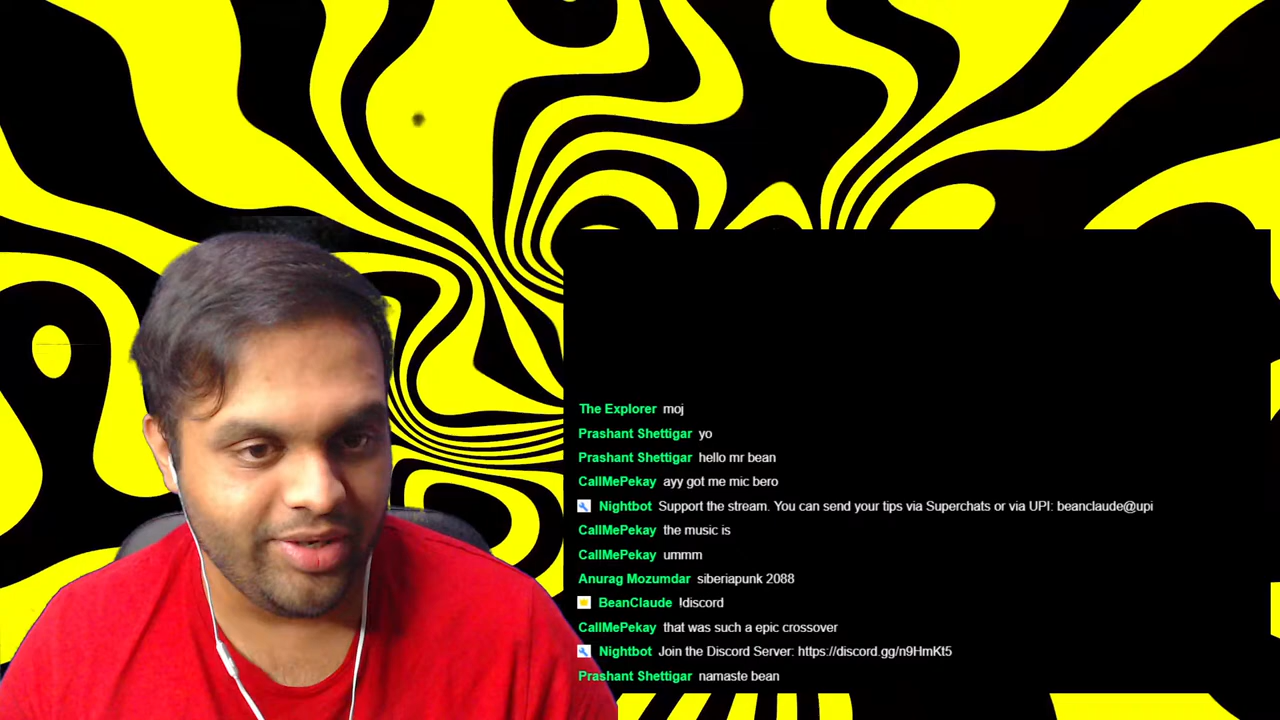 The Explorer moj
Prashant Shettigar yo
Prashant Shettigar hello mr bean
CallMePekay ayy got me mic bero
Nightbot Support the stream. You can send your tips via Superchats or via UPI: beanclaude@upi
CallMePekay the music is
CallMePekay ummm
Anurag Mozumdar siberiapunk 2088
BeanClaude !discord
CallMePekay that was such a epic crossover
Nightbot Join the Discord Server: https://discord.gg/n9HmKt5
Prashant Shettigar namaste bean